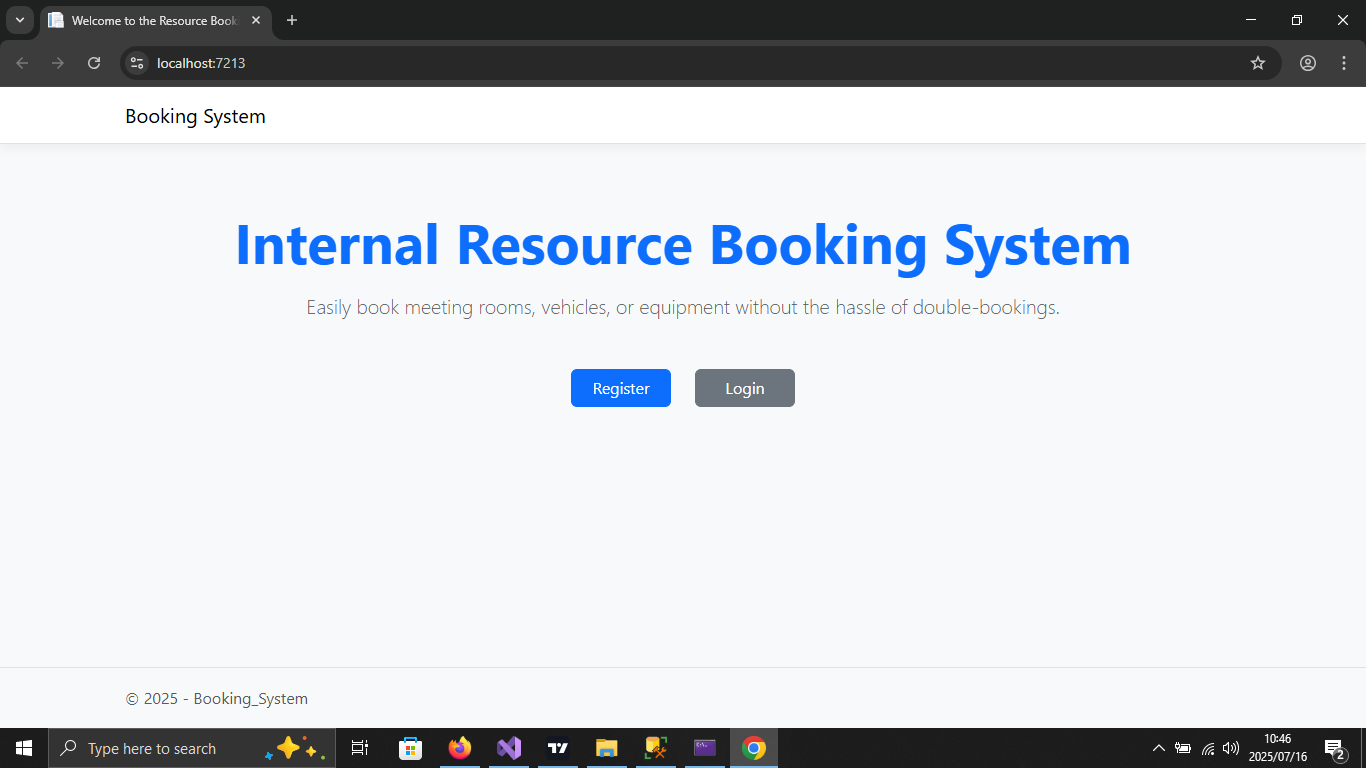 Welcome to the Resource Book
localhost:7213
Booking System
Internal Resource Booking System
Easily book meeting rooms, vehicles, or equipment without the hassle of double-bookings.
Register Login
© 2025 - Booking_System
Type here to search
10:46
2025/07/16
2